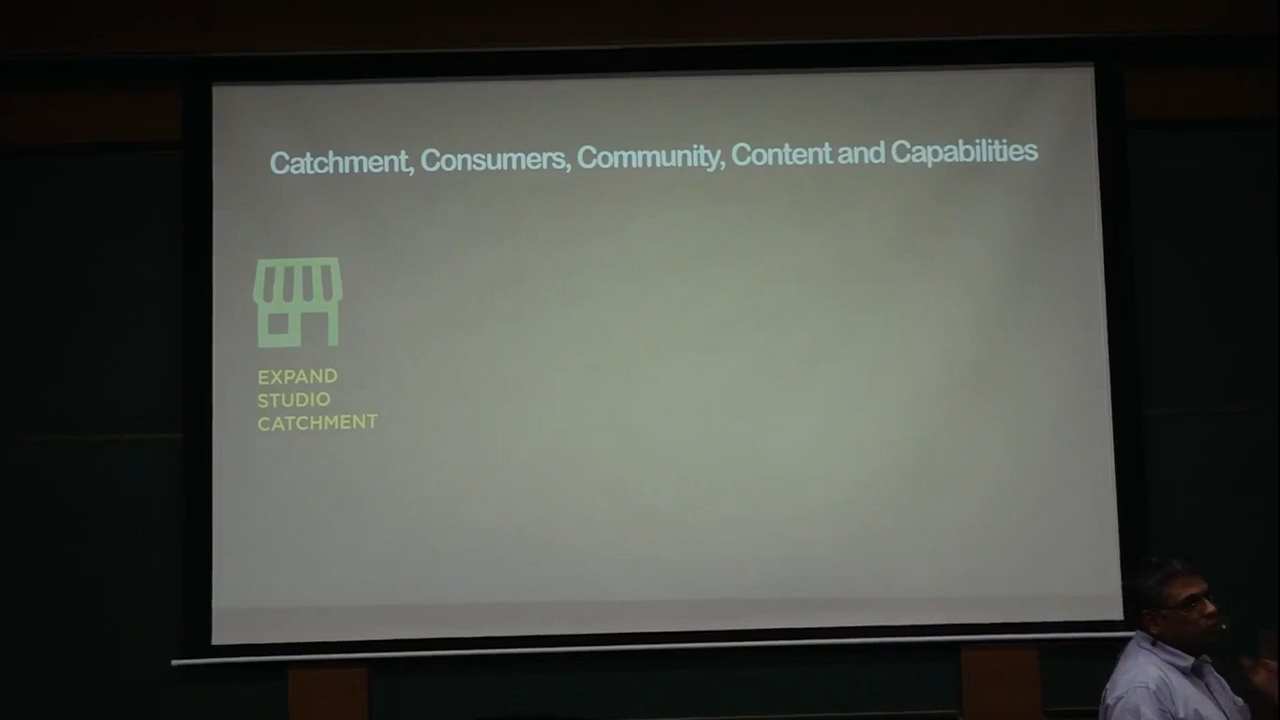 Catchment, Consumers, Community, Content and Capabilities
EXPAND
STUDIO
CATCHMENT